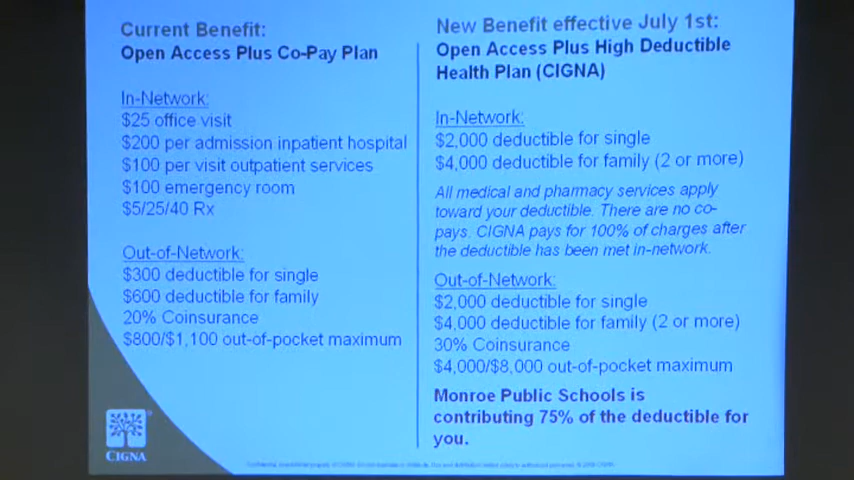 Current Benefit:
Open Access Plus Co-Pay Plan
In-Network:
$25 office visit
$200 per admission inpatient hospital
$100 per visit outpatient services
$100 emergency room
$5/25/40 Rx
Out-of-Network:
$300 deductible for single
$600 deductible for family
20% Coinsurance
$800/$1,100 out-of-pocket maximum
New Benefit effective July 1st:
Open Access Plus High Deductible
Health Plan (CIGNA)
In-Network:
$2,000 deductible for single
$4,000 deductible for family (2 or more)
All medical and pharmacy services apply
toward your deductible. There are no co-
pays. CIGNA pays for 100% of charges after
the deductible has been met in-network.
Out-of-Network:
$2,000 deductible for single
$4,000 deductible for family (2 or more)
30% Coinsurance
$4,000/$8,000 out-of-pocket maximum
Monroe Public Schools is
contributing 75% of the deductible for
you.
CIGNA